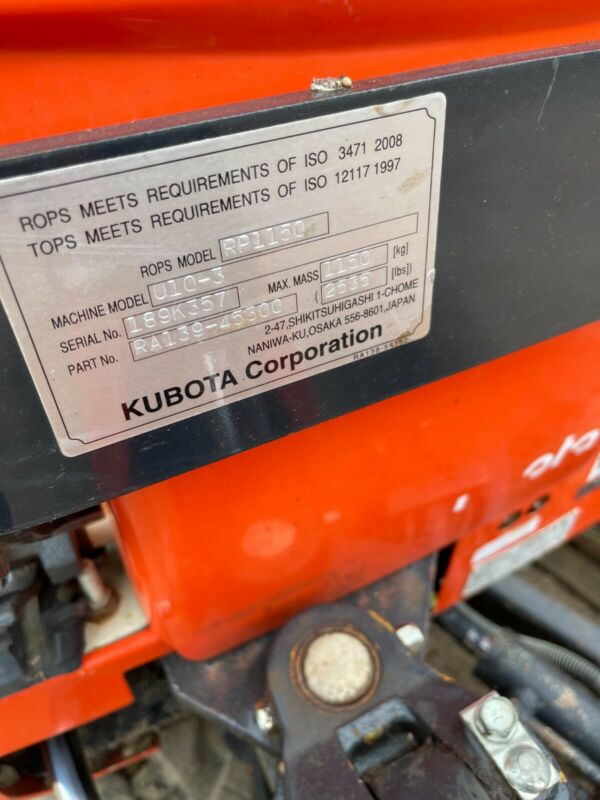 ROPS MEETS REQUIREMENTS OF ISO 3471 2008
TOPS MEETS REQUIREMENTS OF ISO 12117 1997
ROPS MODEL RP1150
MACHINE MODEL U10-3
SERIAL No. 189K357 MAX. MASS 1150 [kg]
PART No. RA139-45300 ( 2535 [lbs])
2-47,SHIKITSUHIGASHI 1-CHOME
NANIWA-KU,OSAKA 556-8601,JAPAN
KUBOTA Corporation